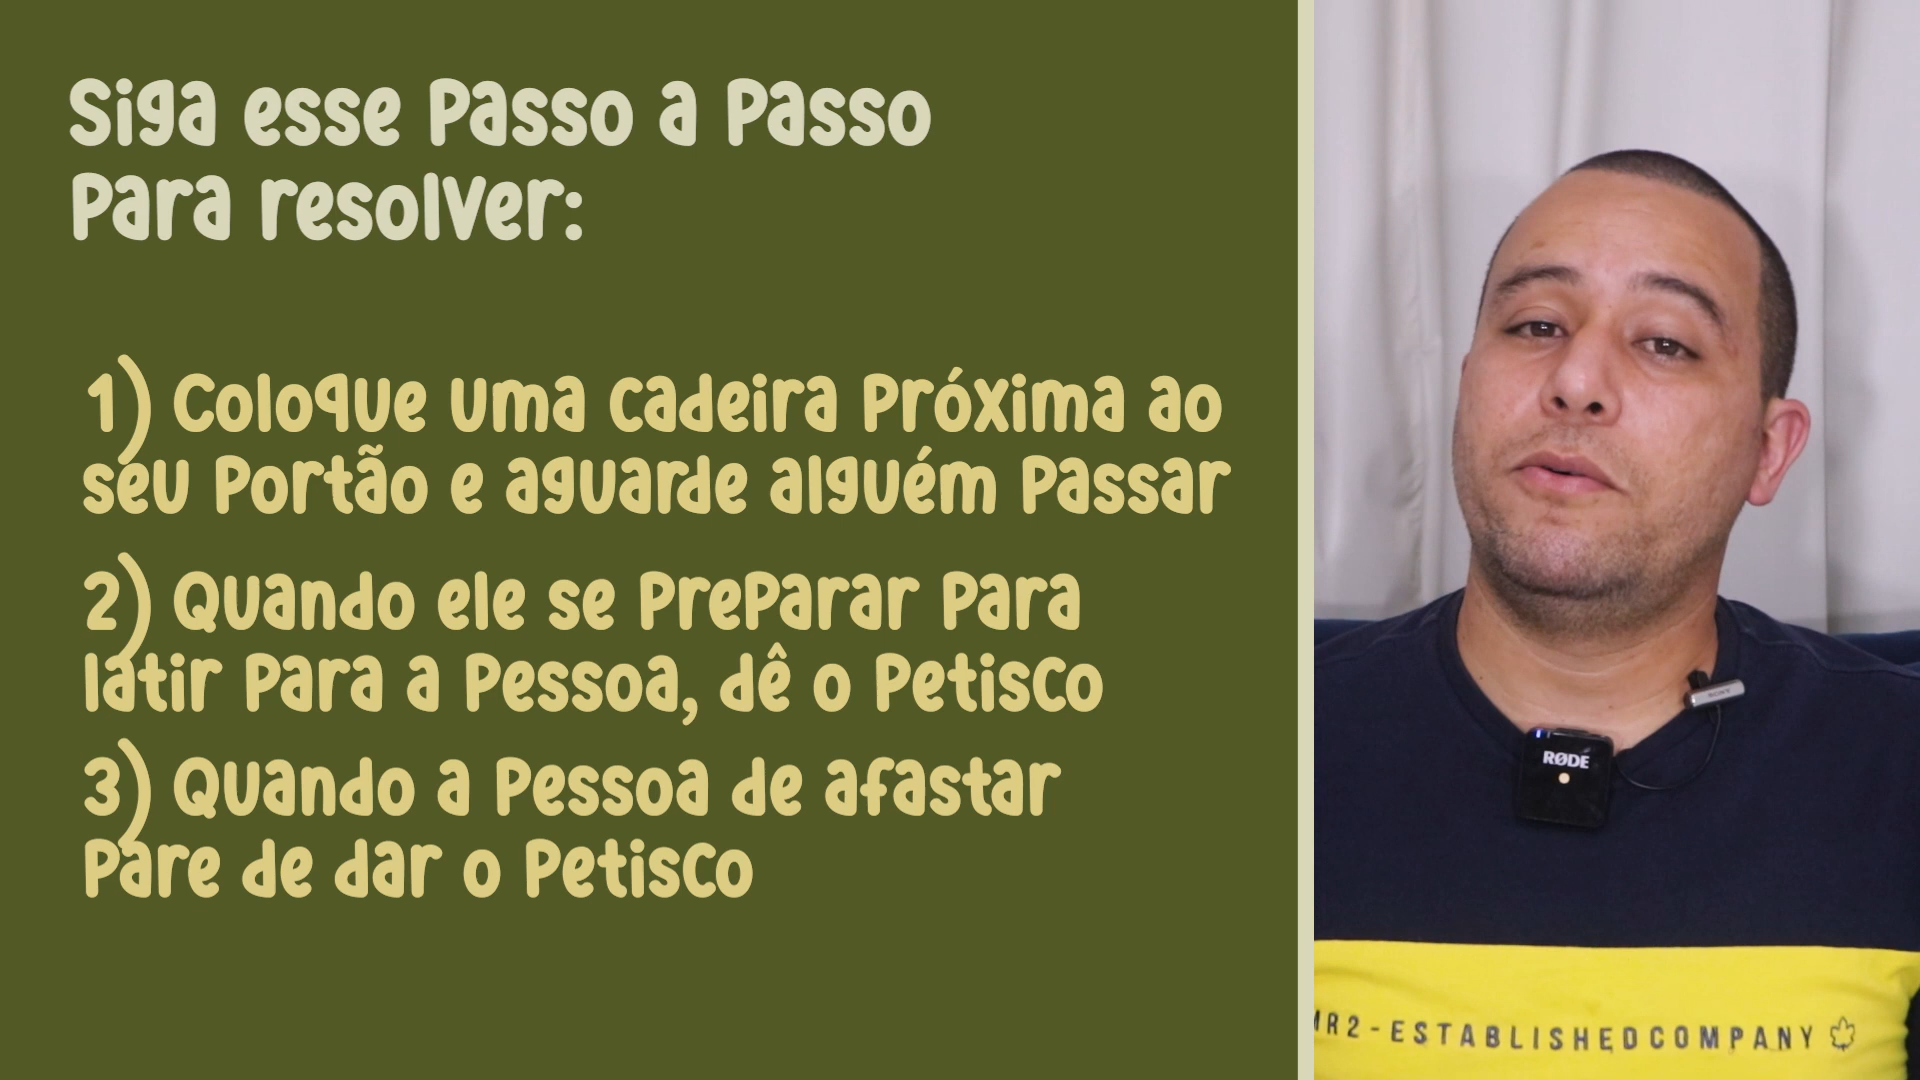 Siga esse Passo a Passo
Para resolver:
1) Coloque uma cadeira Próxima ao
seu Portão e aguarde alguém Passar
2) Quando ele se preparar Para
latir Para a Pessoa, dê o Petisco
3) Quando a Pessoa de afastar
Pare de dar o Petisco
SONY
RØDE
MR2-ESTABLISHEDCOMPANY